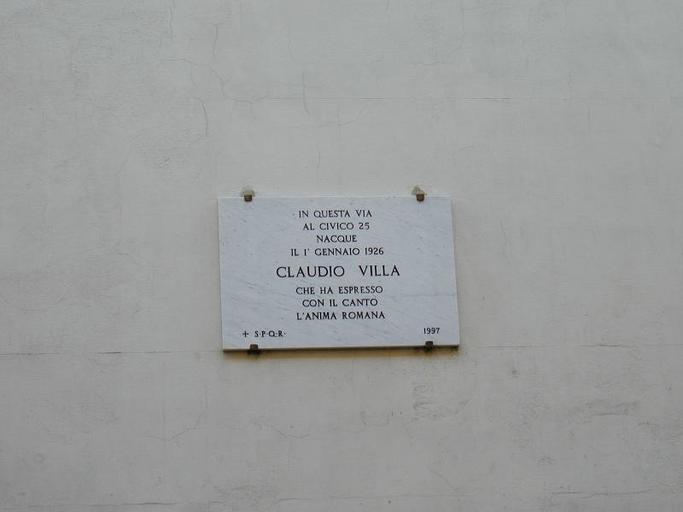 IN QUESTA VIA
AL CIVICO 25
NACQUE
IL 1° GENNAIO 1926
CLAUDIO VILLA
CHE HA ESPRESSO
CON IL CANTO
L'ANIMA ROMANA
+ S·P·Q·R· 1997